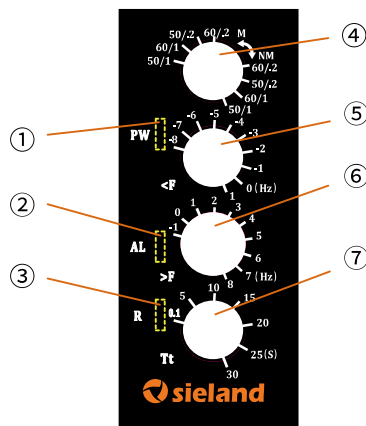 50/.2 60/.2 M
60/1 NM
50/1 60/.2
50/.2
60/1
50/1
④
①
PW
-8 -7 -6 -5 -4 -3 -2 -1 0 (Hz) 1
<F
⑤
②
AL
-1 0 1 2 3 4 5 6 7 (Hz) 8
>F
⑥
③
R
0.1 5 10 15 20 25(S) 30
Tt
⑦
sieland